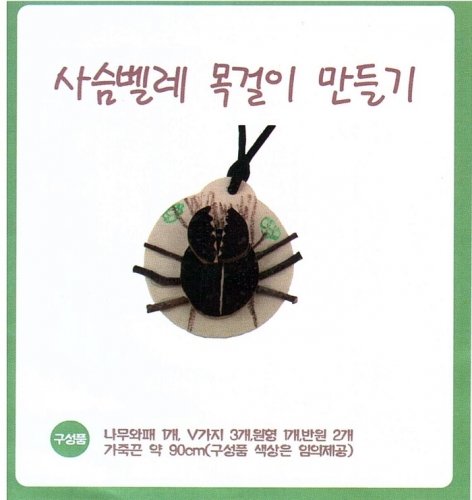 사슴벨레 목걸이 만들기
구성품
나무와패 1개, V가지 3개,원형 1개,반원 2개
가죽끈 약 90cm(구성품 색상은 임의제공)